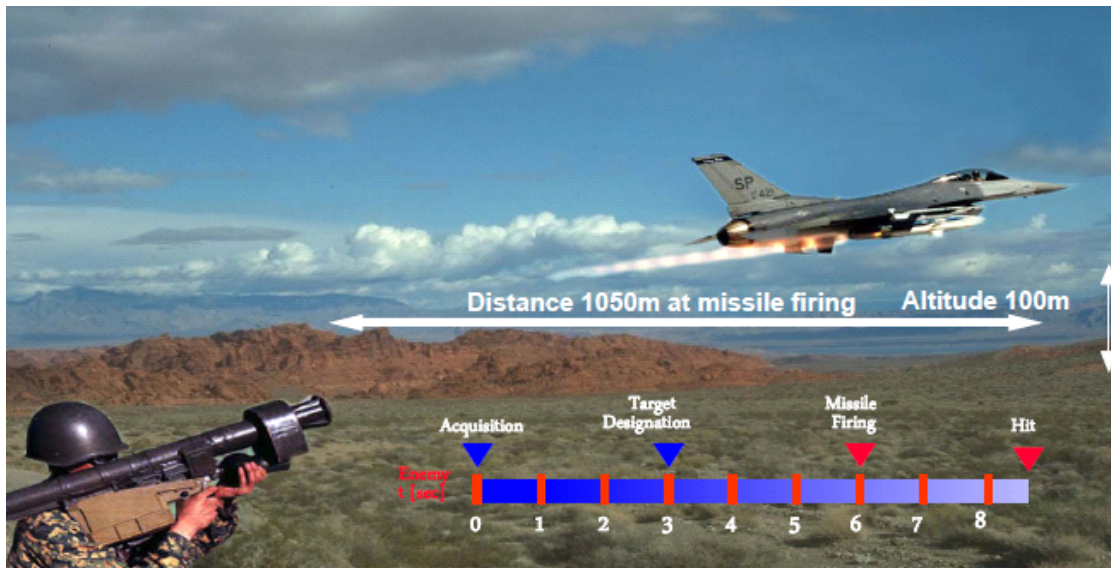 SP
421
Distance 1050m at missile firing
Altitude 100m
Acquisition
Target
Designation
Missile
Firing
Hit
Enemy
t [sec]
0 1 2 3 4 5 6 7 8